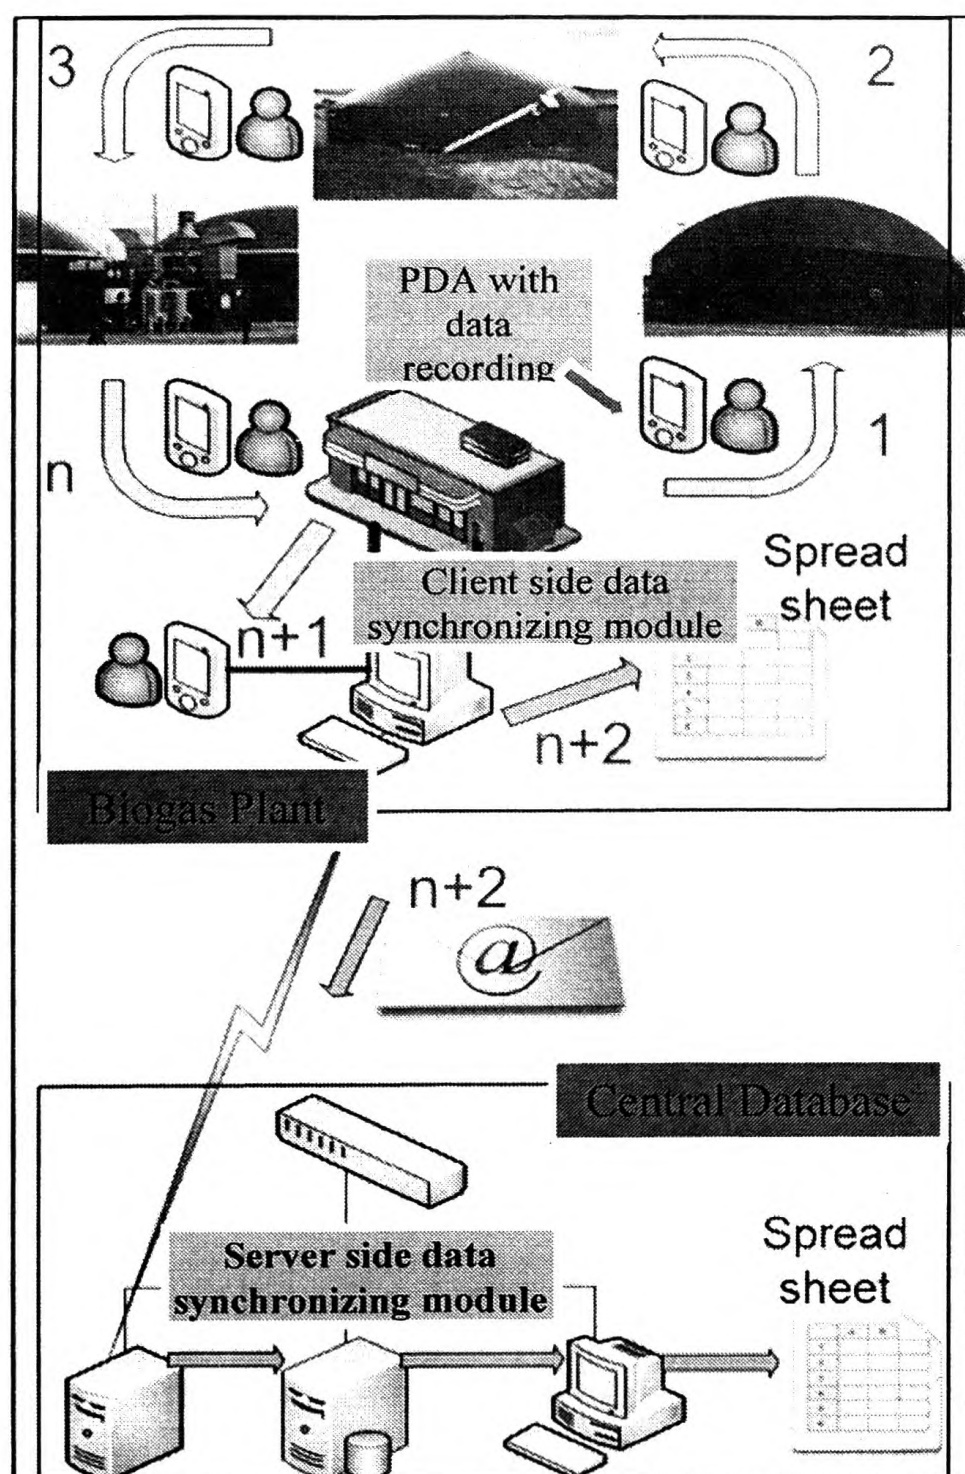 3
2
PDA with
data
recording
1
n
Spread
sheet
Client side data
synchronizing module
n+1
n+2
Biogas Plant
n+2
@
Central Database
Server side data
synchronizing module
Spread
sheet